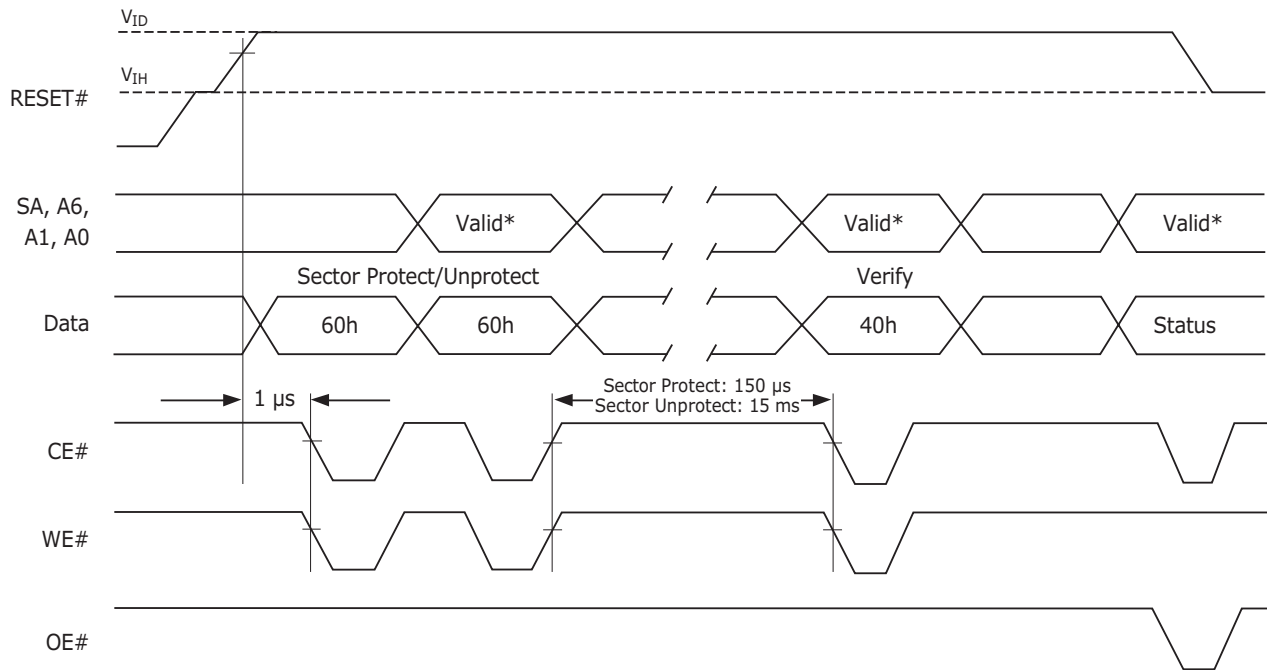 VID
VIH
RESET#
SA, A6,
A1, A0
Valid*
Valid*
Valid*
Sector Protect/Unprotect
Verify
Data
60h
60h
40h
Status
1 µs
Sector Protect: 150 µs
Sector Unprotect: 15 ms
CE#
WE#
OE#